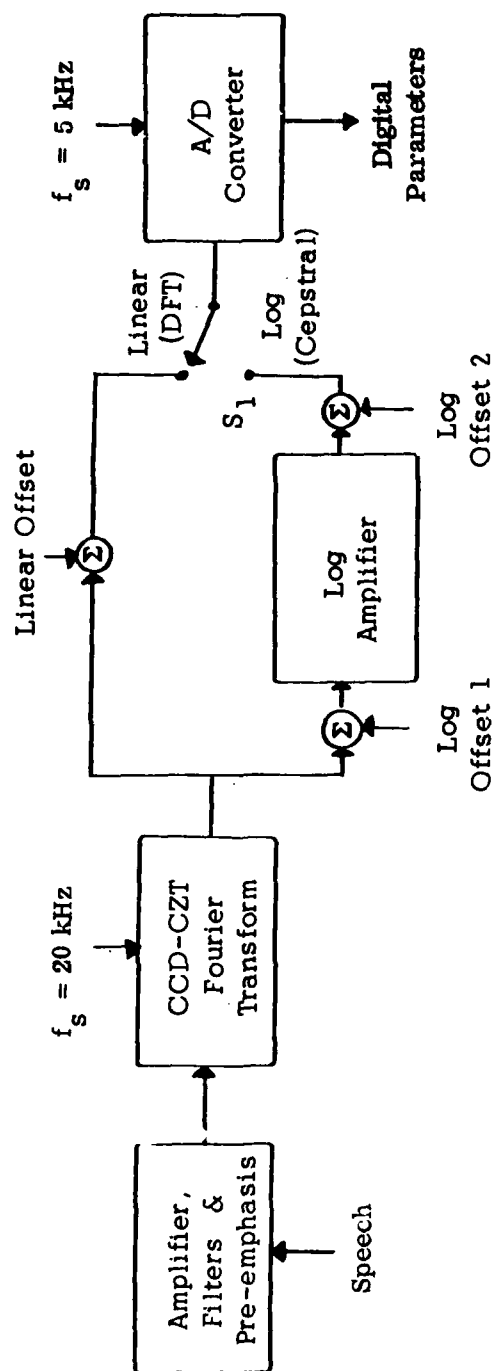 Speech
Amplifier,
Filters &
Pre-emphasis
f_s = 20 kHz
CCD-CZT
Fourier
Transform
Linear Offset
Σ
Σ
Log
Offset 1
Log
Amplifier
Σ
Log
Offset 2
S_1
Linear
(DFT)
Log
(Cepstral)
f_s = 5 kHz
A/D
Converter
Digital
Parameters